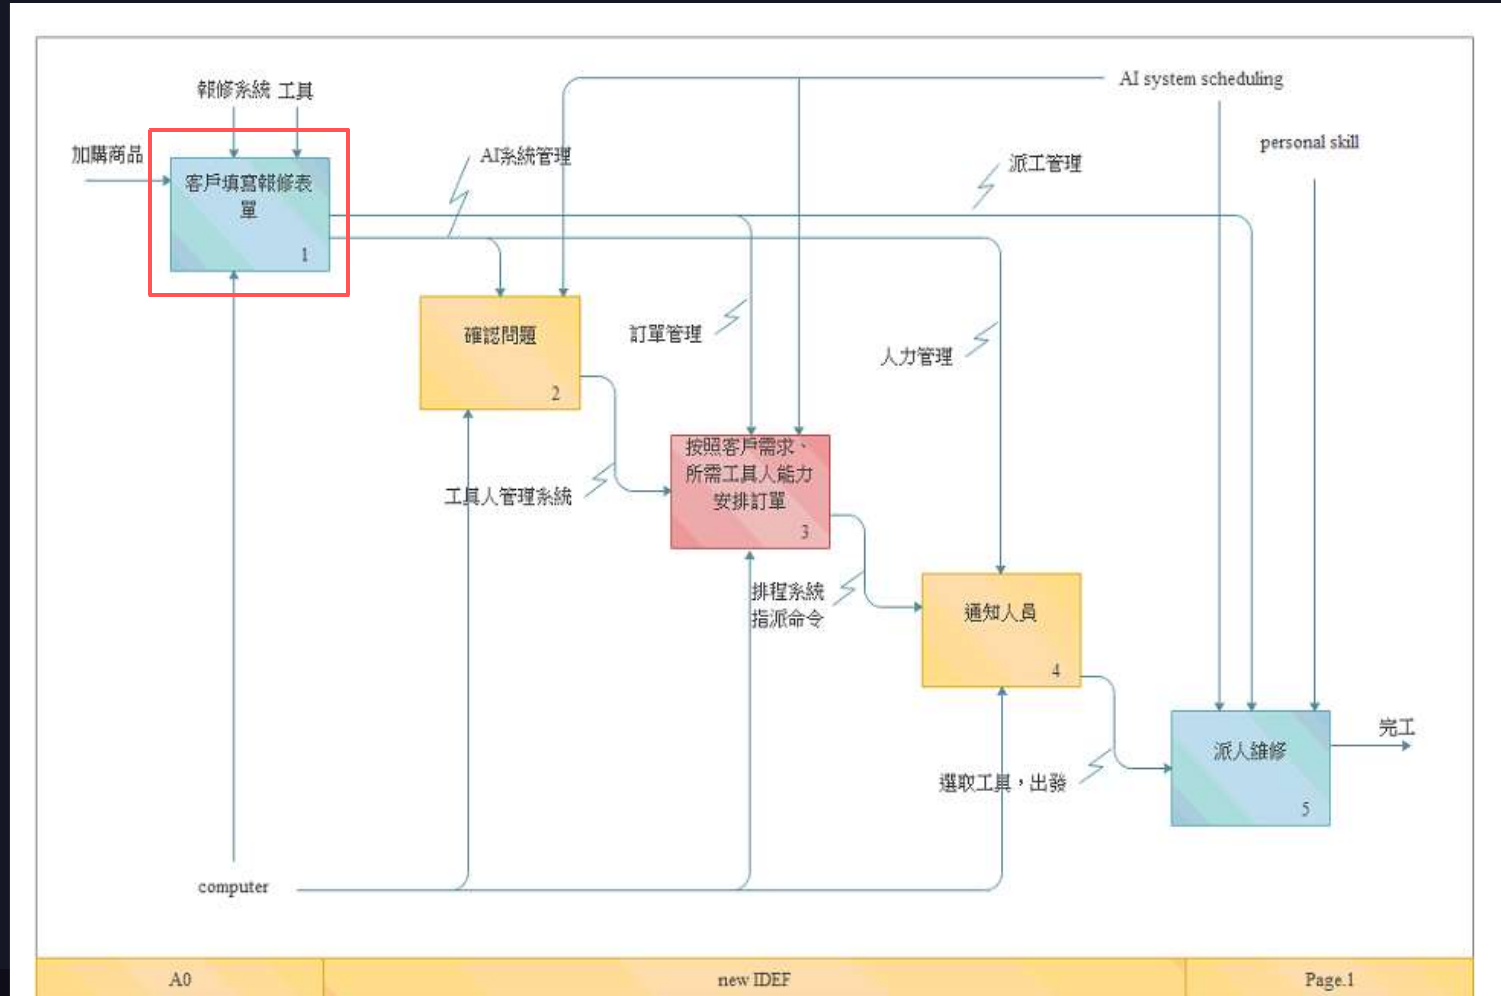 報修系統 工具
AI system scheduling
personal skill
加購商品
AI系統管理
派工管理
客戶填寫報修表
單
1
確認問題
2
訂單管理
人力管理
按照客戶需求、
所需工具人能力
安排訂單
3
工具人管理系統
排程系統
指派命令
通知人員
4
完工
派人維修
5
選取工具，出發
computer
A0
new IDEF
Page.1